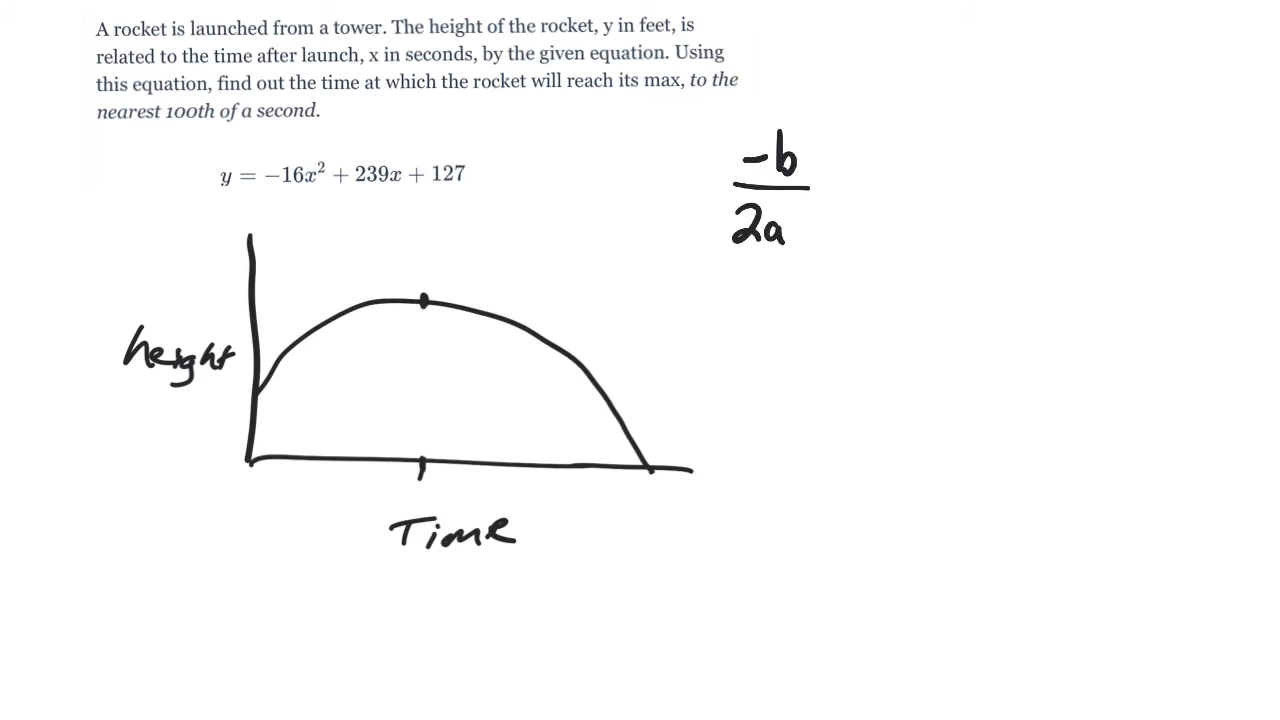 A rocket is launched from a tower. The height of the rocket, y in feet, is
related to the time after launch, x in seconds, by the given equation. Using
this equation, find out the time at which the rocket will reach its max, to the
nearest 100th of a second.
y = −16x² + 239x + 127
-b
2a
height
Time